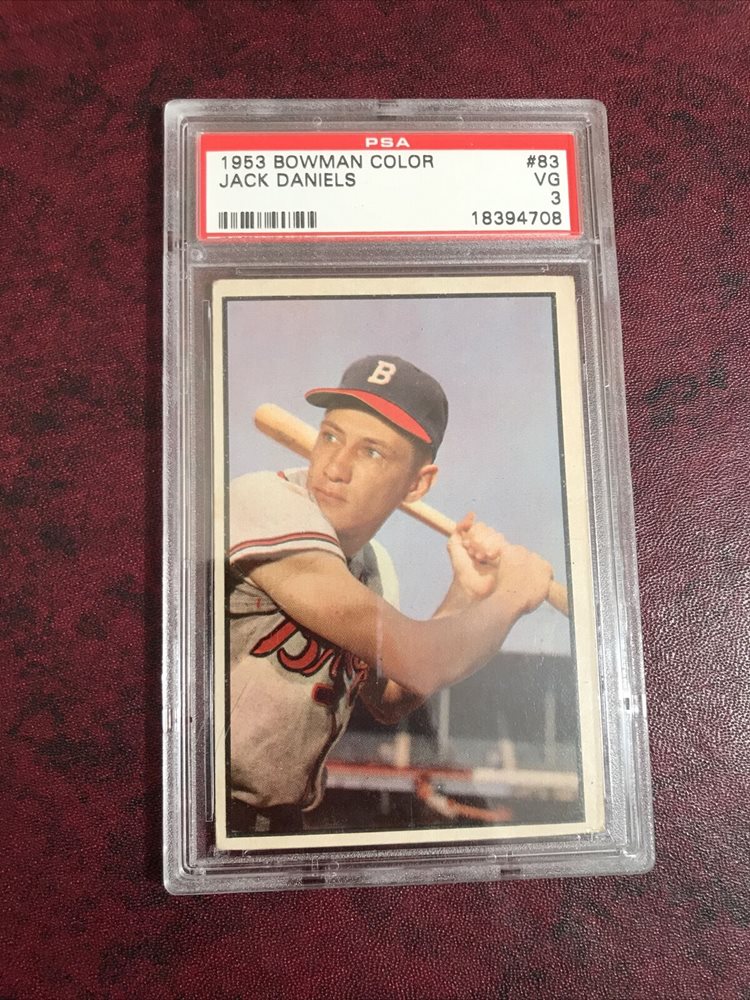 PSA
1953 BOWMAN COLOR #83
JACK DANIELS VG
3
18394708
B